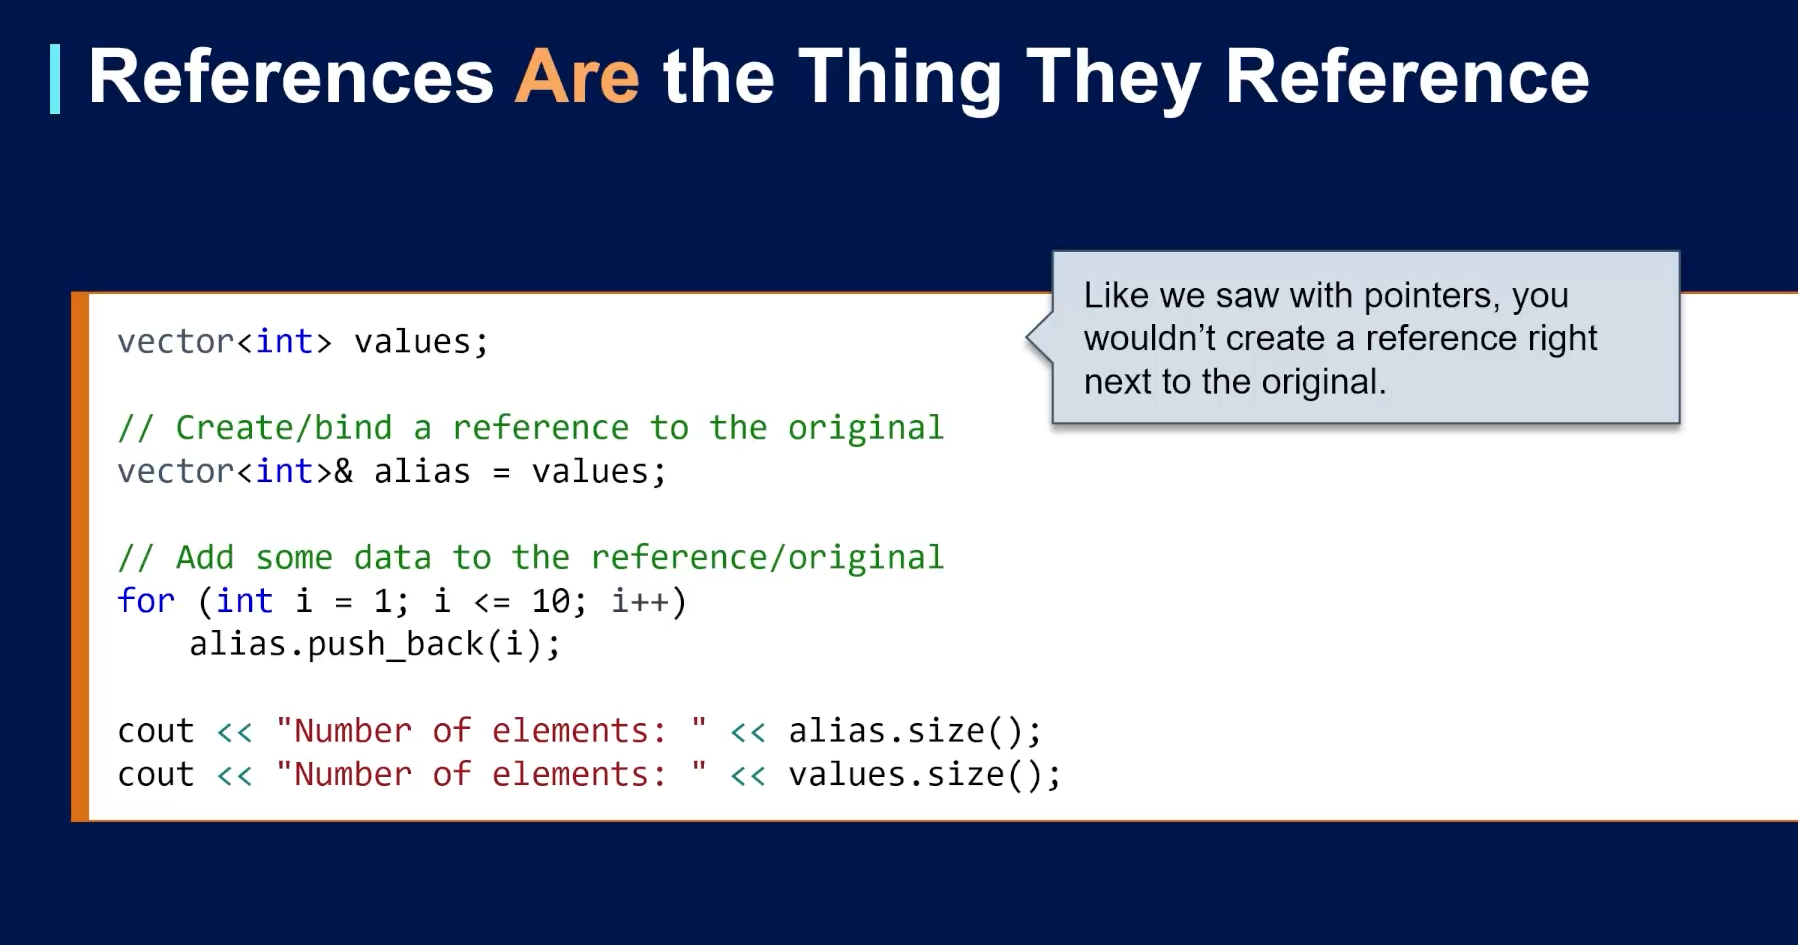 References Are the Thing They Reference
Like we saw with pointers, you
wouldn’t create a reference right
next to the original.
vector<int> values;
// Create/bind a reference to the original
vector<int>& alias = values;
// Add some data to the reference/original
for (int i = 1; i <= 10; i++)
    alias.push_back(i);
cout << "Number of elements: " << alias.size();
cout << "Number of elements: " << values.size();